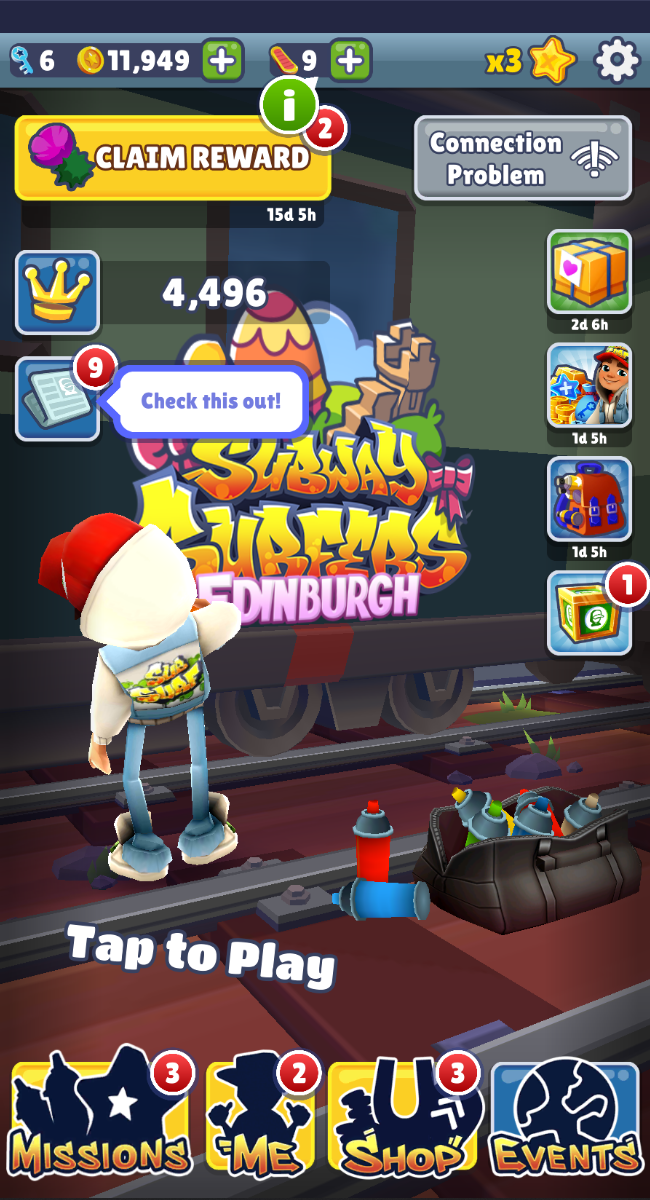 6
11,949
9
x3
i
2
CLAIM REWARD
15d 5h
Connection
Problem
4,496
2d 6h
9
Check this out!
1d 5h
SUBWAY
SURFERS
EDINBURGH
1d 5h
1
SUB
SURF
Tap to Play
3
MISSIONS
2
ME
3
SHOP
EVENTS